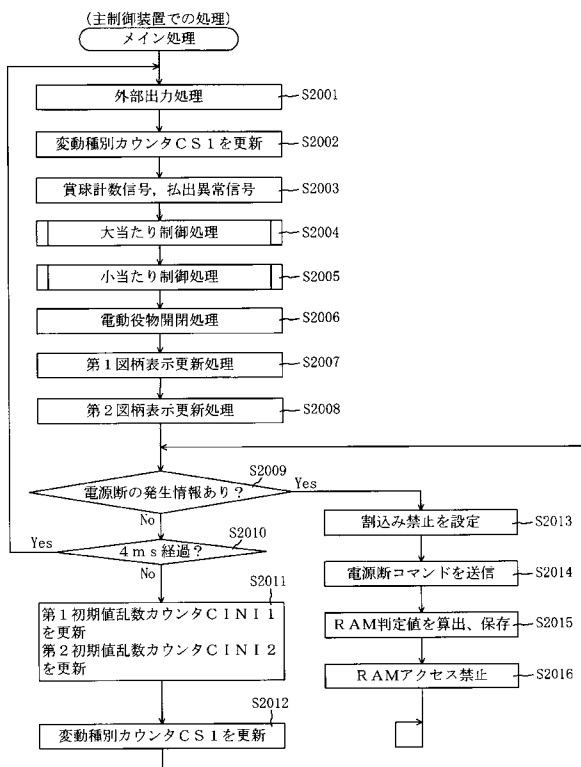 (主制御装置での処理)
メイン処理
外部出力処理
S2001
変動種別カウンタCS1を更新
S2002
賞球計数信号,払出異常信号
S2003
大当たり制御処理
S2004
小当たり制御処理
S2005
電動役物開閉処理
S2006
第1図柄表示更新処理
S2007
第2図柄表示更新処理
S2008
電源断の発生情報あり?
S2009
Yes
No
4ms経過?
S2010
Yes
No
第1初期値乱数カウンタCINI1
を更新
第2初期値乱数カウンタCINI2
を更新
S2011
変動種別カウンタCS1を更新
S2012
割込み禁止を設定
S2013
電源断コマンドを送信
S2014
RAM判定値を算出、保存
S2015
RAMアクセス禁止
S2016